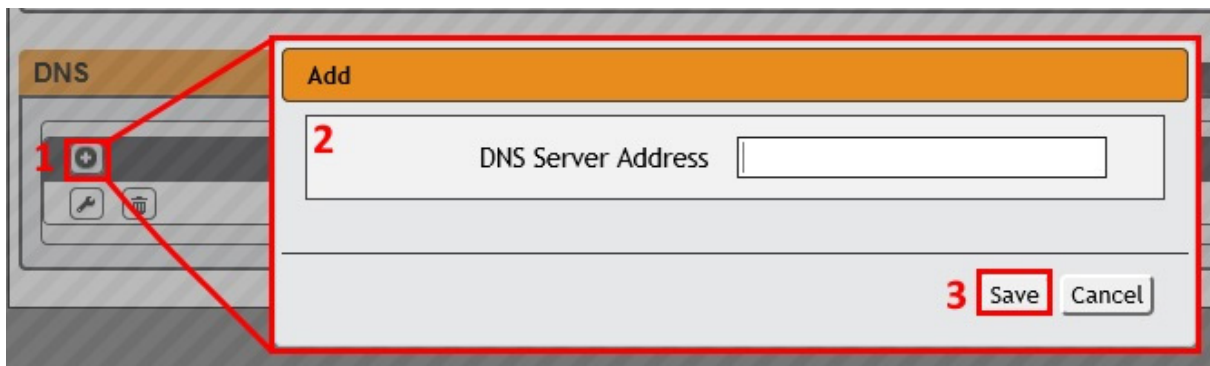 DNS
Add
1
2 DNS Server Address
3 Save Cancel